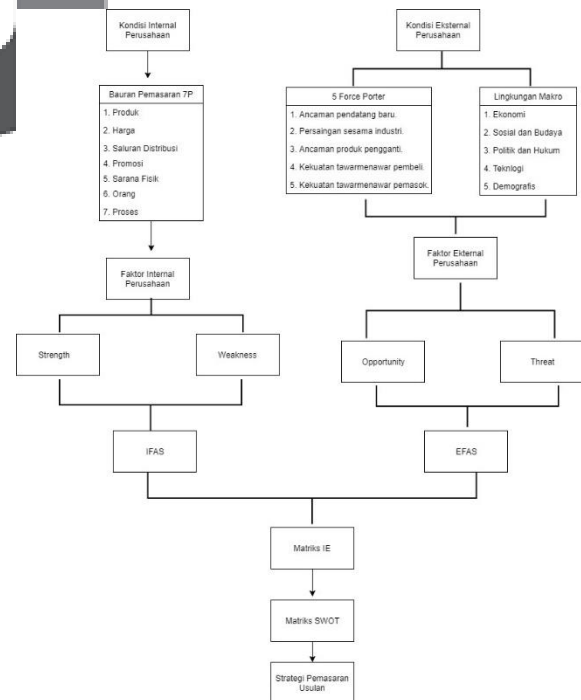 Kondisi Internal
Perusahaan
Kondisi Eksternal
Perusahaan
Bauran Pemasaran 7P
1. Produk
2. Harga
3. Saluran Distribusi
4. Promosi
5. Sarana Fisik
6. Orang
7. Proses
5 Force Porter
1. Ancaman pendatang baru.
2. Persaingan sesama industri.
3. Ancaman produk pengganti.
4. Kekuatan tawarmenawar pembeli.
5. Kekuatan tawarmenawar pemasok.
Lingkungan Makro
1. Ekonomi
2. Sosial dan Budaya
3. Politik dan Hukum
4. Teknlogi
5. Demografis
Faktor Internal
Perusahaan
Faktor Ekternal
Perusahaan
Strength
Weakness
Opportunity
Threat
IFAS
EFAS
Matriks IE
Matriks SWOT
Strategi Pemasaran
Usulan